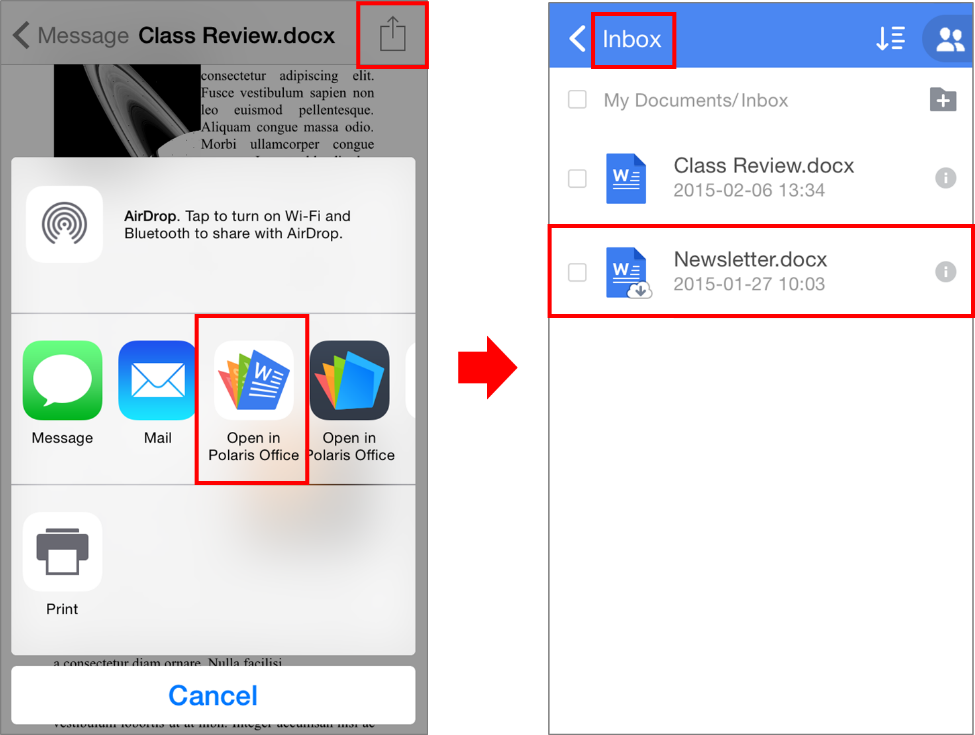 Message Class Review.docx
consectetur adipiscing elit.
Fusce vestibulum sapien non
leo euismod pellentesque.
Aliquam congue massa odio.
Morbi ullamcorper congue
AirDrop. Tap to turn on Wi-Fi and
Bluetooth to share with AirDrop.
W
Message
Mail
Open in
Polaris Office
Open in
Polaris Office
Print
a consectetur diam ornare. Nulla facilisi.
Cancel
vestibulum lobortis at at nibh. Integer accumsan nisi ac
Inbox
My Documents/Inbox
W
Class Review.docx
2015-02-06 13:34
i
W
Newsletter.docx
2015-01-27 10:03
i